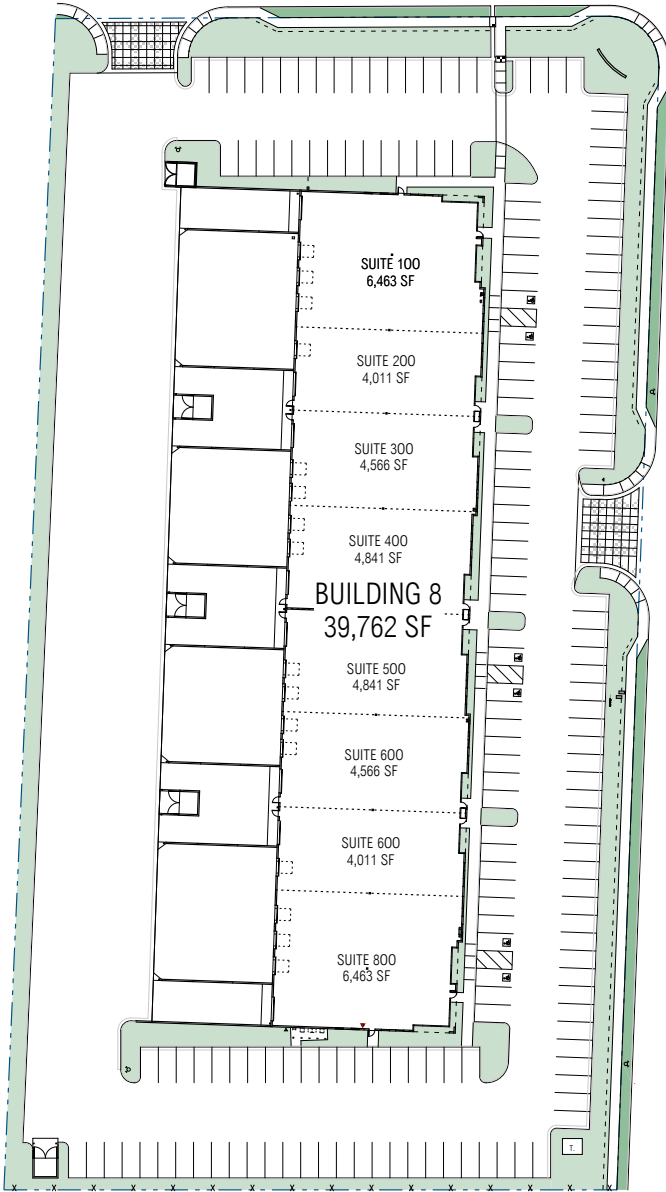 SUITE 100
6,463 SF
SUITE 200
4,011 SF
SUITE 300
4,566 SF
SUITE 400
4,841 SF
BUILDING 8
39,762 SF
SUITE 500
4,841 SF
SUITE 600
4,566 SF
SUITE 600
4,011 SF
SUITE 800
6,463 SF
T.